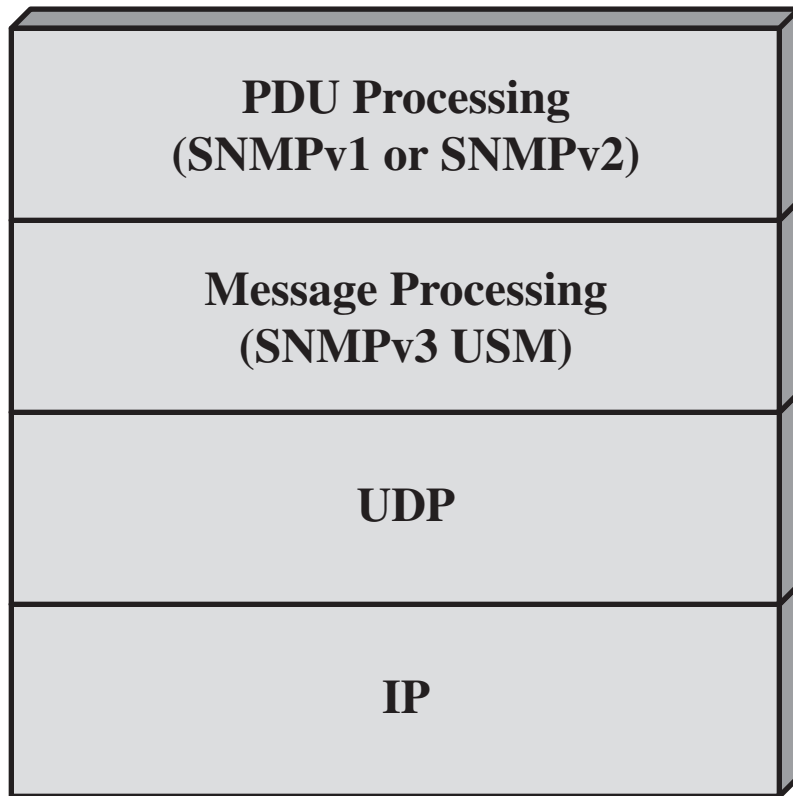 PDU Processing
(SNMPv1 or SNMPv2)
Message Processing
(SNMPv3 USM)
UDP
IP